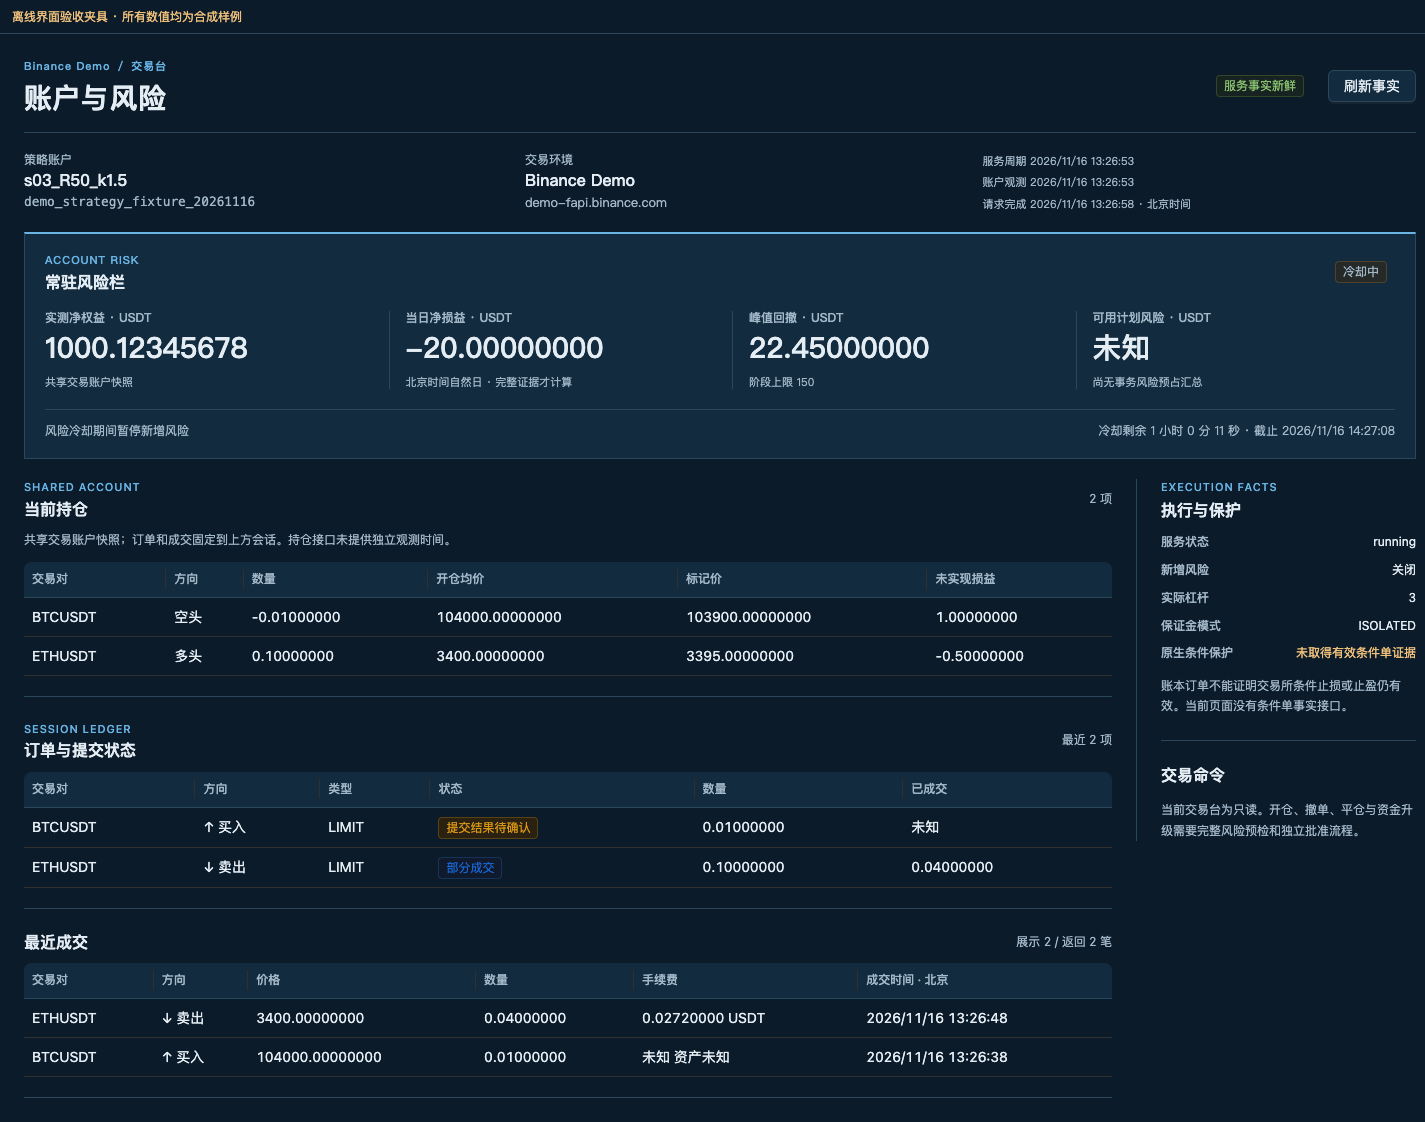 离线界面验收夹具 · 所有数值均为合成样例
Binance Demo / 交易台
账户与风险
服务事实新鲜
刷新事实
策略账户
s03_R50_k1.5
demo_strategy_fixture_20261116
交易环境
Binance Demo
demo-fapi.binance.com
服务周期 2026/11/16 13:26:53
账户观测 2026/11/16 13:26:53
请求完成 2026/11/16 13:26:58 · 北京时间
ACCOUNT RISK
常驻风险栏
冷却中
实测净权益 · USDT
1000.12345678
共享交易账户快照
当日净损益 · USDT
−20.00000000
北京时间自然日 · 完整证据才计算
峰值回撤 · USDT
22.45000000
阶段上限 150
可用计划风险 · USDT
未知
尚无事务风险预占汇总
风险冷却期间暂停新增风险
冷却剩余 1 小时 0 分 11 秒 · 截止 2026/11/16 14:27:08
SHARED ACCOUNT
当前持仓
2 项
共享交易账户快照；订单和成交固定到上方会话。持仓接口未提供独立观测时间。
交易对 方向 数量 开仓均价 标记价 未实现损益
BTCUSDT 空头 -0.01000000 104000.00000000 103900.00000000 1.00000000
ETHUSDT 多头 0.10000000 3400.00000000 3395.00000000 -0.50000000
SESSION LEDGER
订单与提交状态
最近 2 项
交易对 方向 类型 状态 数量 已成交
BTCUSDT ↑ 买入 LIMIT 提交结果待确认 0.01000000 未知
ETHUSDT ↓ 卖出 LIMIT 部分成交 0.10000000 0.04000000
最近成交
展示 2 / 返回 2 笔
交易对 方向 价格 数量 手续费 成交时间 · 北京
ETHUSDT ↓ 卖出 3400.00000000 0.04000000 0.02720000 USDT 2026/11/16 13:26:48
BTCUSDT ↑ 买入 104000.00000000 0.01000000 未知 资产未知 2026/11/16 13:26:38
EXECUTION FACTS
执行与保护
服务状态 running
新增风险 关闭
实际杠杆 3
保证金模式 ISOLATED
原生条件保护 未取得有效条件单证据
账本订单不能证明交易所条件止损或止盈仍有
效。当前页面没有条件单事实接口。
交易命令
当前交易台为只读。开仓、撤单、平仓与资金升
级需要完整风险预检和独立批准流程。